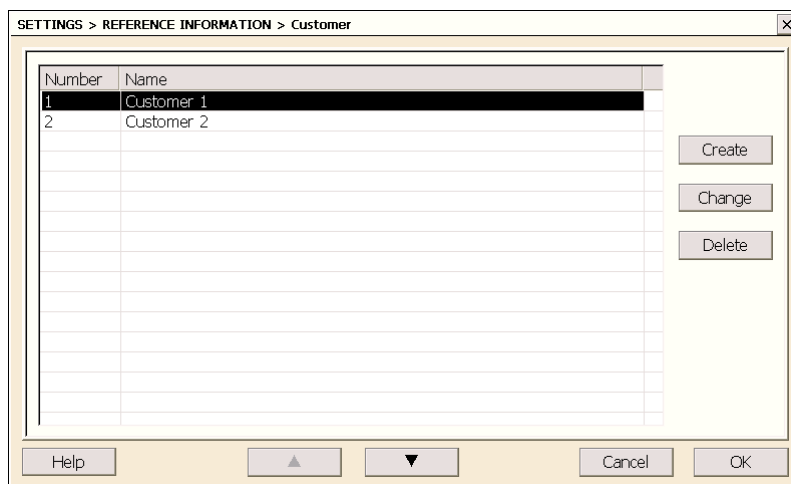 SETTINGS > REFERENCE INFORMATION > Customer
Number Name
1 Customer 1
2 Customer 2
Create
Change
Delete
Help Cancel OK